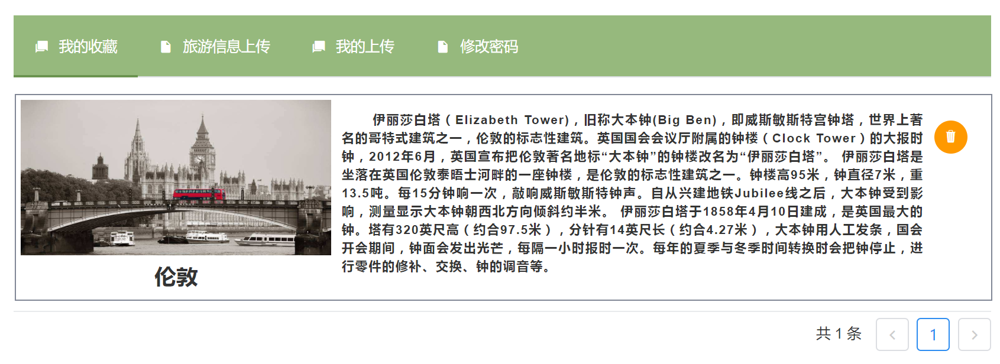 我的收藏 旅游信息上传 我的上传 修改密码
伊丽莎白塔（Elizabeth Tower)，旧称大本钟(Big Ben)，即威斯敏斯特宫钟塔，世界上著
名的哥特式建筑之一，伦敦的标志性建筑。英国国会会议厅附属的钟楼（Clock Tower）的大报时
钟，2012年6月，英国宣布把伦敦著名地标“大本钟”的钟楼改名为“伊丽莎白塔”。 伊丽莎白塔是
坐落在英国伦敦泰晤士河畔的一座钟楼，是伦敦的标志性建筑之一。钟楼高95米，钟直径7米，重
13.5吨。每15分钟响一次，敲响威斯敏斯特钟声。自从兴建地铁Jubilee线之后，大本钟受到影
响，测量显示大本钟朝西北方向倾斜约半米。 伊丽莎白塔于1858年4月10日建成，是英国最大的
钟。塔有320英尺高（约合97.5米），分针有14英尺长（约合4.27米），大本钟用人工发条，国会
开会期间，钟面会发出光芒，每隔一小时报时一次。每年的夏季与冬季时间转换时会把钟停止，进
行零件的修补、交换、钟的调音等。
伦敦
共 1 条 1